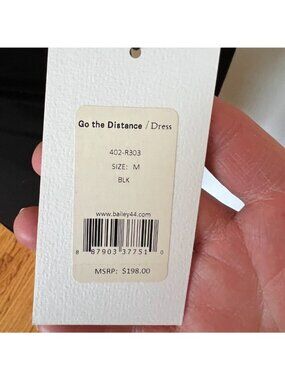 Go the Distance / Dress
402-R303
SIZE: M
BLK
www.bailey44.com
8 87903 37751 0
MSRP: $198.00